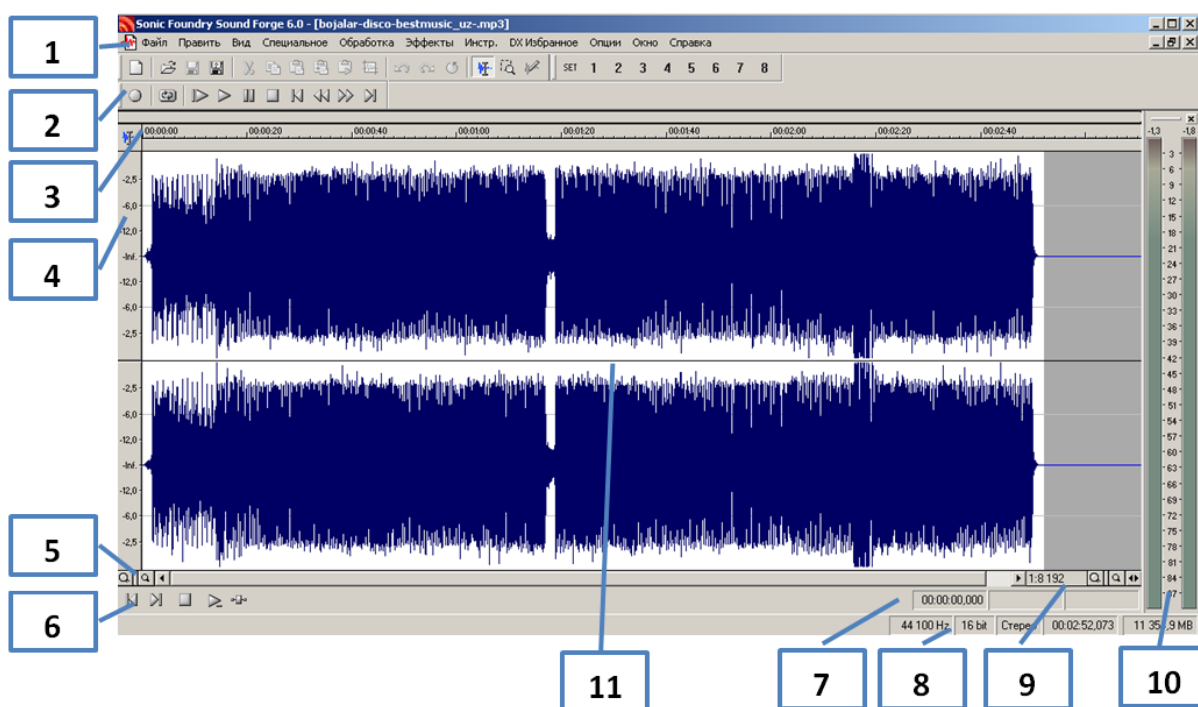 Sonic Foundry Sound Forge 6.0 - [bojalar-disco-bestmusic_uz-.mp3]
1
Файл Править Вид Специальное Обработка Эффекты Инстр. DX Избранное Опции Окно Справка
SET 1 2 3 4 5 6 7 8
2
00:00:00 00:00:20 00:00:40 00:01:00 00:01:20 00:01:40 00:02:00 00:02:20 00:02:40
-1,3 -1,8
3
4
-2,5
-6,0
-12,0
-Inf.
-12,0
-6,0
-2,5
-2,5
-6,0
-12,0
-Inf.
-12,0
-6,0
-2,5
- 3 -
- 6 -
- 9 -
- 12 -
- 15 -
- 18 -
- 21 -
- 24 -
- 27 -
- 30 -
- 33 -
- 36 -
- 39 -
- 42 -
- 45 -
- 48 -
- 51 -
- 54 -
- 57 -
- 60 -
- 63 -
- 66 -
- 69 -
- 72 -
- 75 -
- 78 -
- 81 -
- 84 -
- 87 -
5
1:8 192
6
00:00:00,000
44 100 Hz 16 bit Стерео 00:02:52,073
MB
11
7
8
9
10